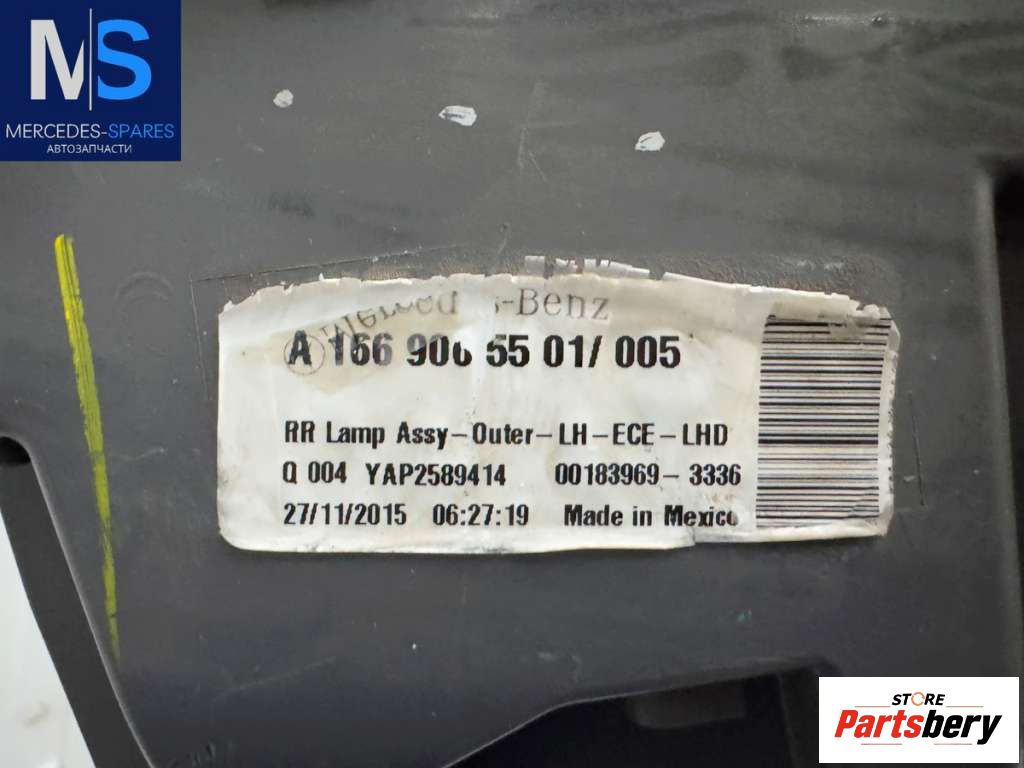 MS
MERCEDES-SPARES
АВТОЗАПЧАСТИ
Mercedes-Benz
A 166 906 55 01/ 005
RR Lamp Assy-Outer-LH-ECE-LHD
Q 004 YAP2589414 00183969-3336
27/11/2015 06:27:19 Made in Mexico
STORE
Partsbery